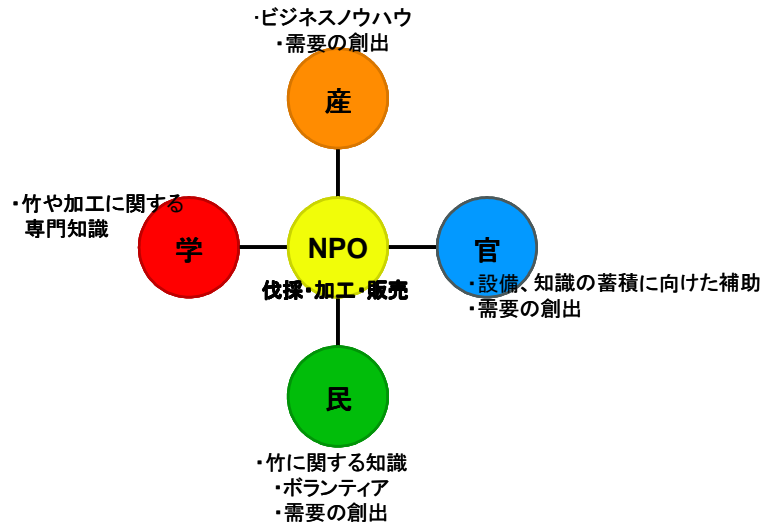 ・ビジネスノウハウ
・需要の創出
産
・竹や加工に関する
専門知識
学
NPO
伐採・加工・販売
官
・設備、知識の蓄積に向けた補助
・需要の創出
民
・竹に関する知識
・ボランティア
・需要の創出